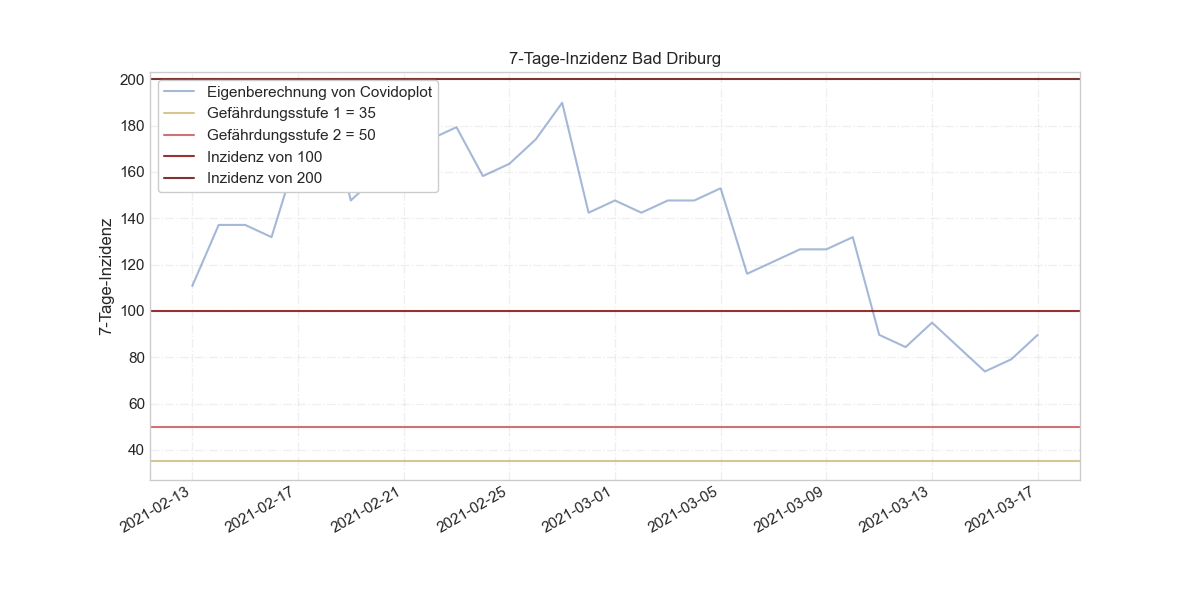 7-Tage-Inzidenz Bad Driburg
7-Tage-Inzidenz
200
180
160
140
120
100
80
60
40
Eigenberechnung von Covidoplot
Gefährdungsstufe 1 = 35
Gefährdungsstufe 2 = 50
Inzidenz von 100
Inzidenz von 200
2021-02-13
2021-02-17
2021-02-21
2021-02-25
2021-03-01
2021-03-05
2021-03-09
2021-03-13
2021-03-17